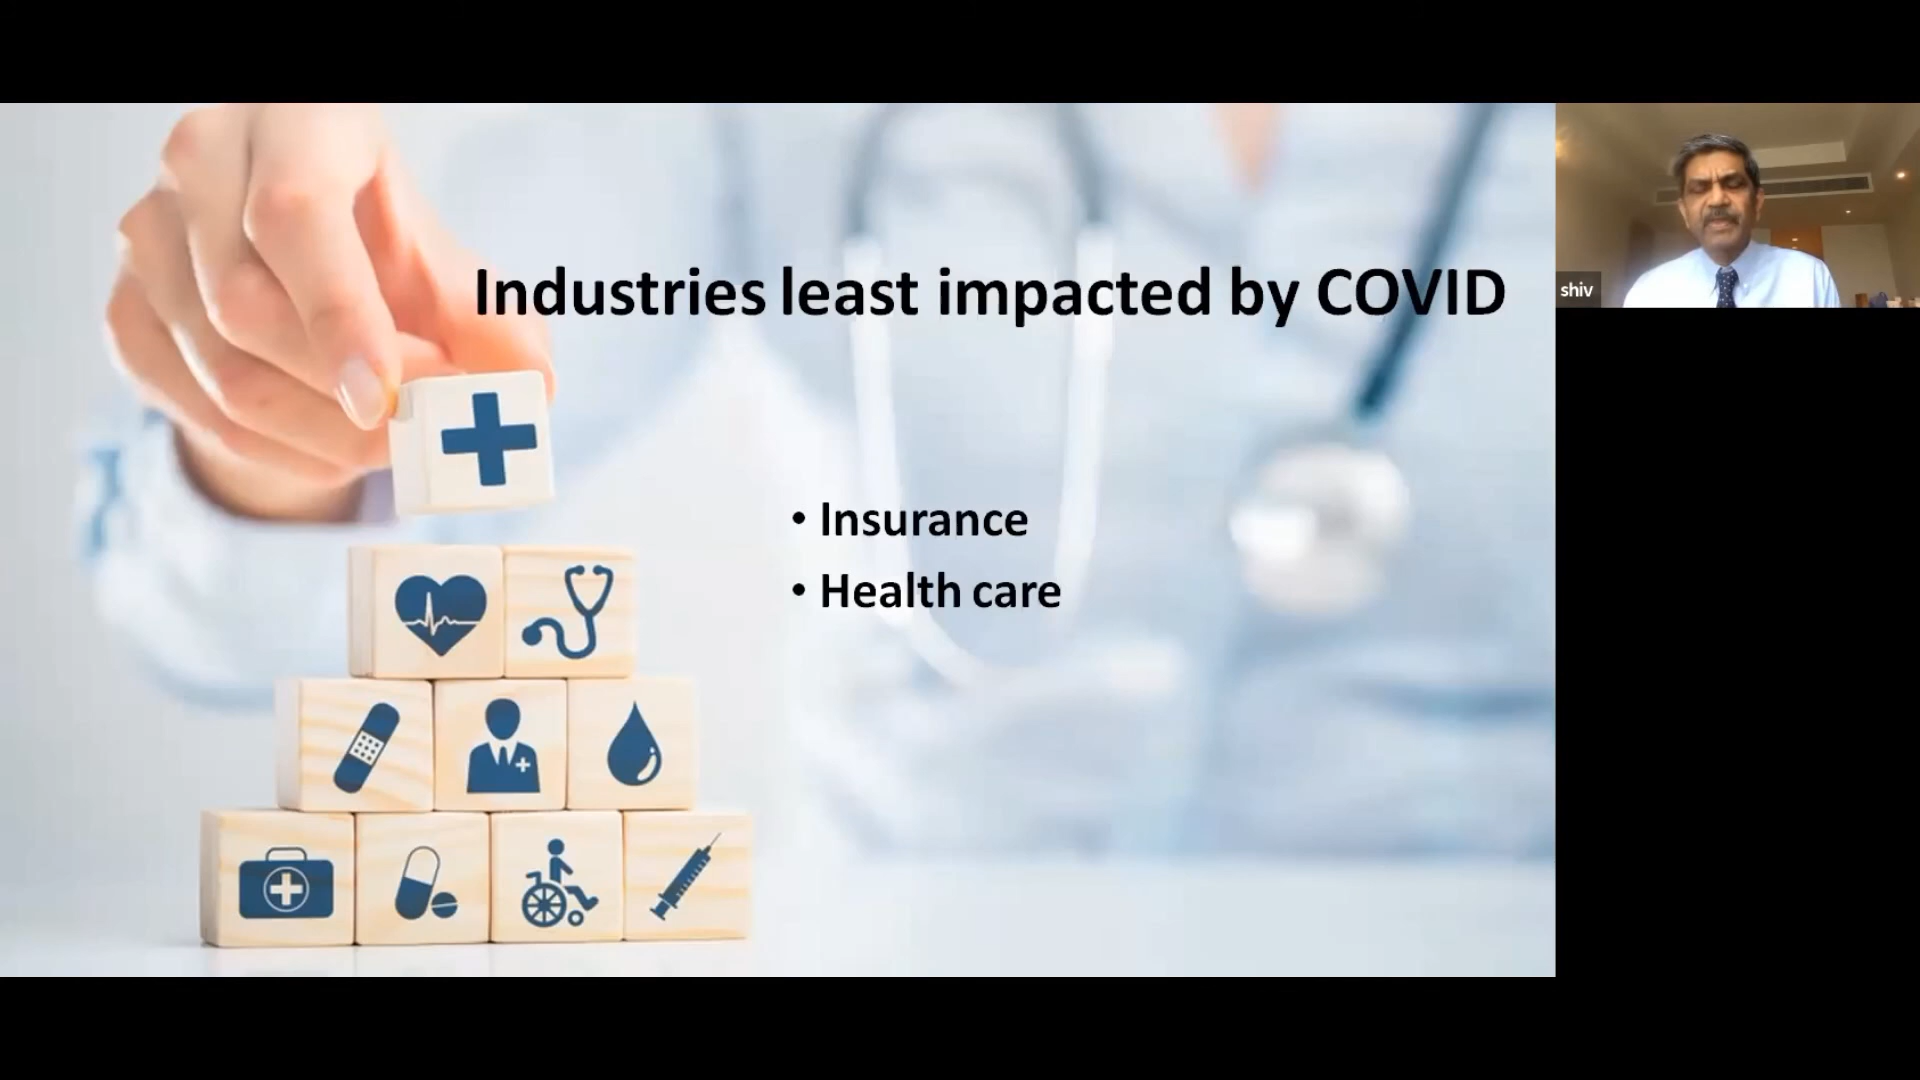 Industries least impacted by COVID
• Insurance
• Health care
shiv